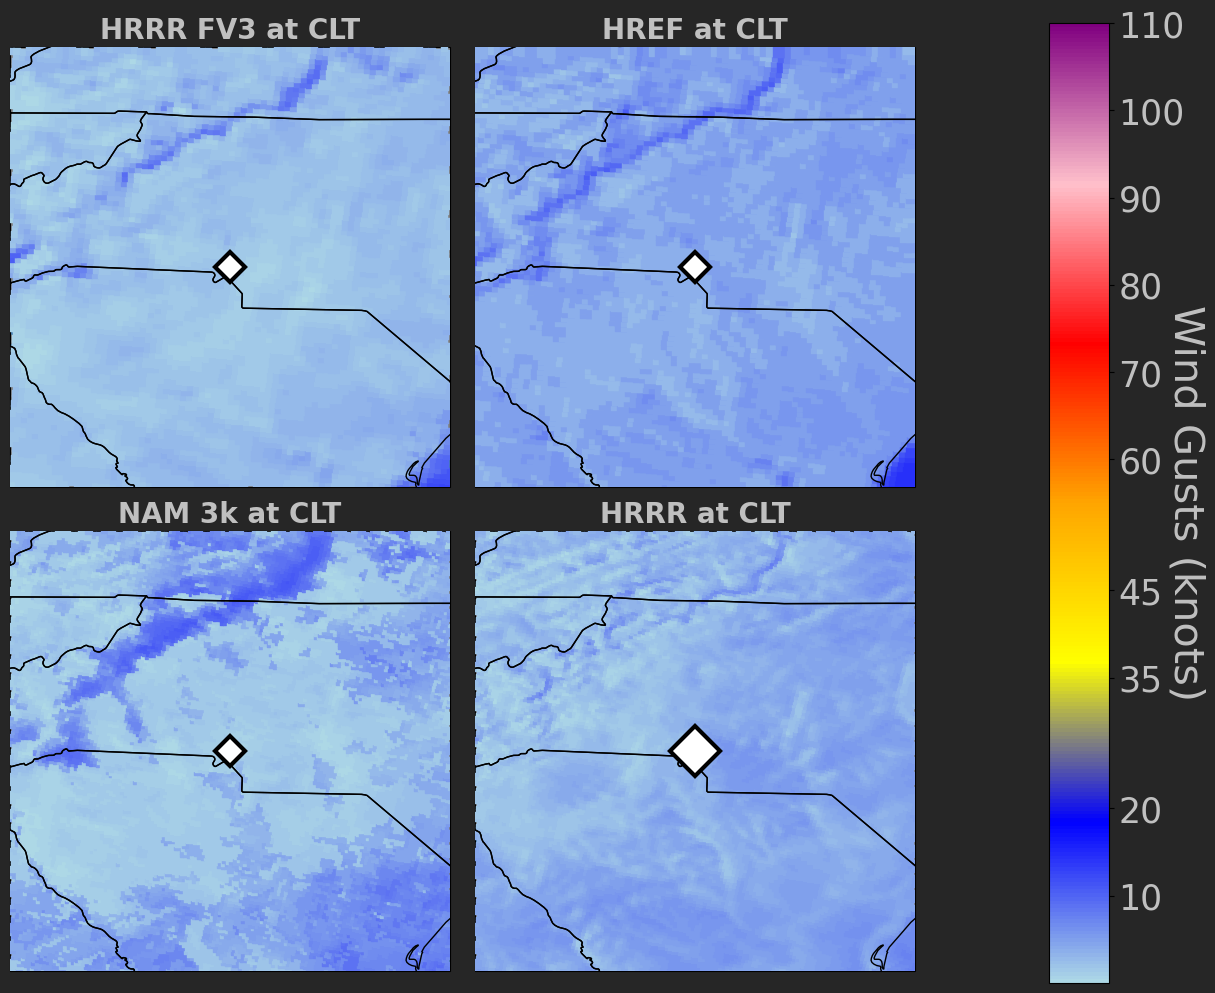 HRRR FV3 at CLT
HREF at CLT
NAM 3k at CLT
HRRR at CLT
110
100
90
80
70
60
45
35
20
10
Wind Gusts (knots)